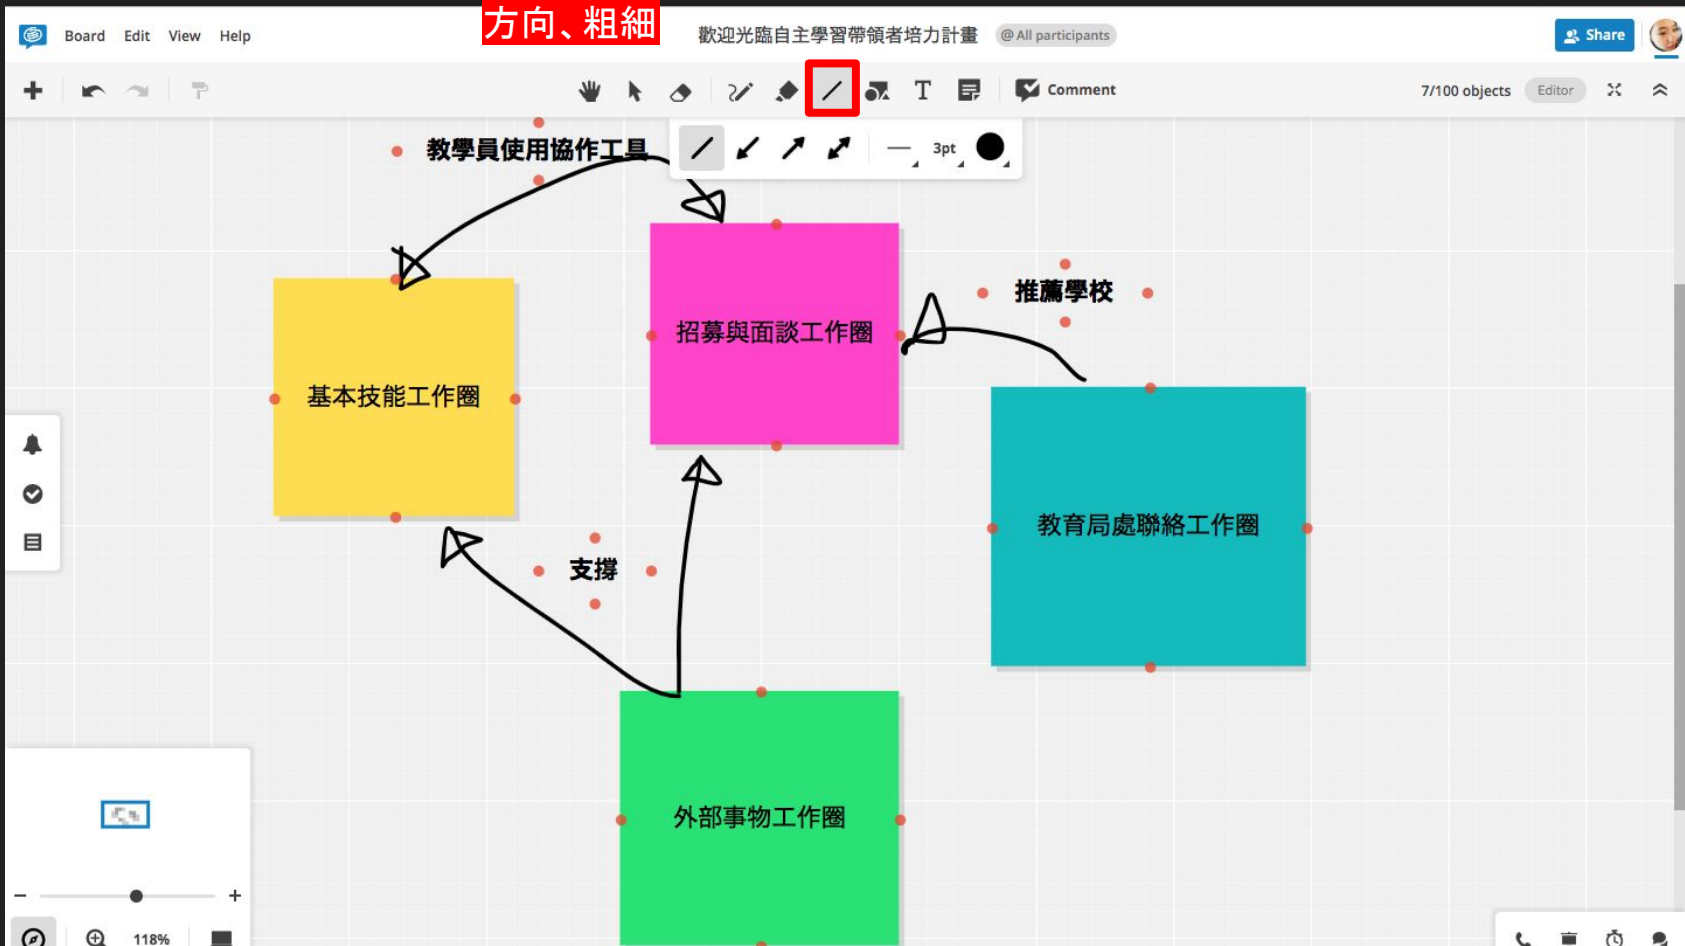 方向、粗細
Board Edit View Help
歡迎光臨自主學習帶領者培力計畫
@ All participants
Share
T
Comment
7/100 objects
Editor
3pt
教學員使用協作工具
推薦學校
招募與面談工作圈
基本技能工作圈
教育局處聯絡工作圈
支撐
外部事物工作圈
118%